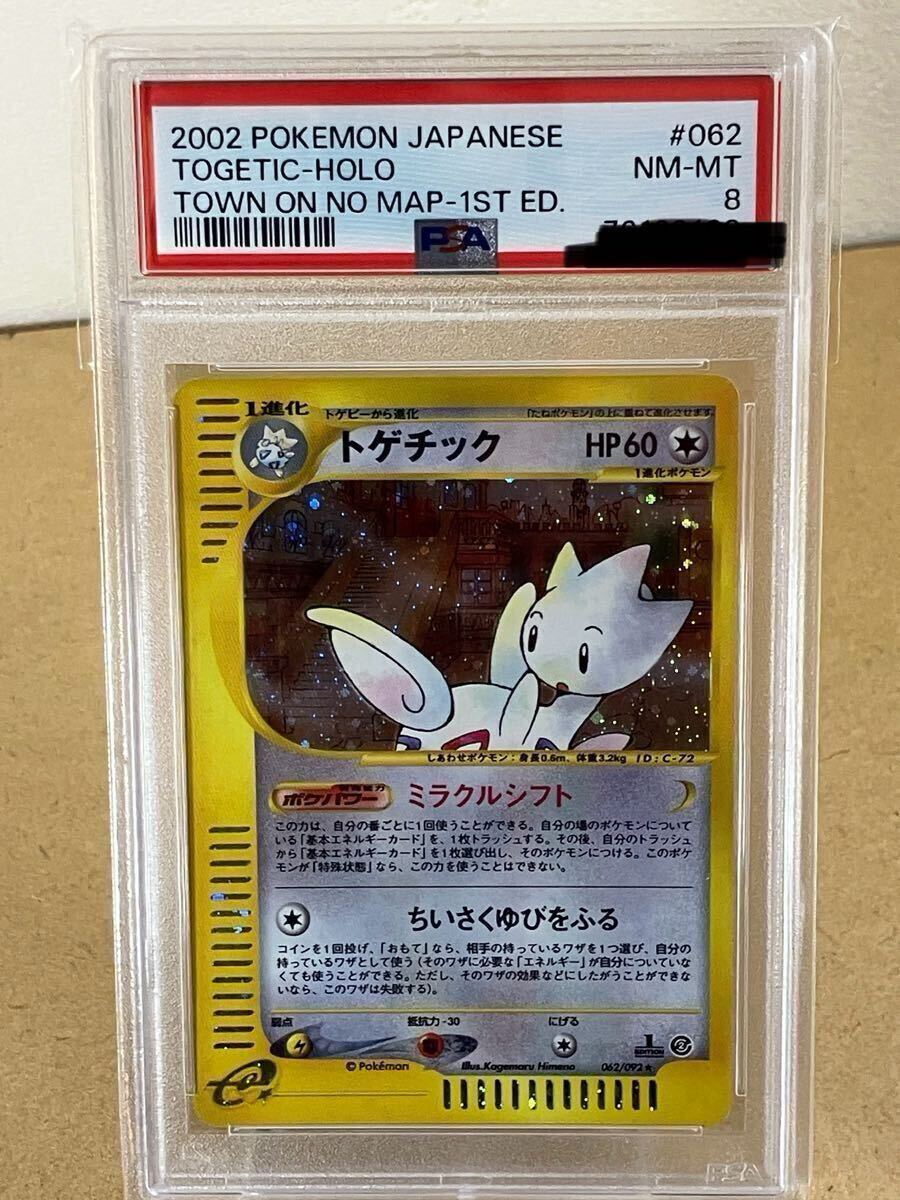 2002 POKEMON JAPANESE #062
TOGETIC-HOLO NM-MT
TOWN ON NO MAP-1ST ED. 8
PSA
1進化 トゲピーから進化 「たねポケモン」の上に重ねて進化させます
トゲチック HP60
1進化ポケモン
しあわせポケモン:身長0.6m、体重3.2kg ID:C-72
ポケパワー ミラクルシフト
この力は、自分の番ごとに1回使うことができる。自分の場のポケモンについて
いる「基本エネルギーカード」を、1枚トラッシュする。その後、自分のトラッシュ
から「基本エネルギーカード」を1枚選び出し、そのポケモンにつける。このポケ
モンが「特殊状態」なら、この力を使うことはできない。
ちいさくゆびをふる
コインを1回投げ、「おもて」なら、相手の持っているワザを1つ選び、自分の
持っているワザとして使う(そのワザに必要な「エネルギー」が自分についていな
くても使うことができる。ただし、そのワザの効果などにしたがうことができな
いなら、このワザは失敗する)。
弱点 抵抗力 -30 にげる
1 EDITION
© Pokémon Illus.Kagemaru Himeno 062/092★
PSA